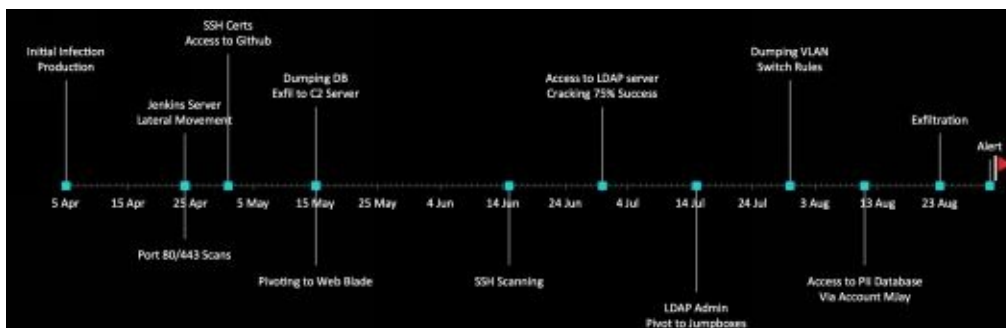 SSH Certs
Access to Github
Initial Infection
Production
Dumping VLAN
Switch Rules
Dumping DB
Exfil to C2 Server
Access to LDAP server
Cracking 75% Success
Jenkins Server
Lateral Movement
Exfiltration
Alert
5 Apr 15 Apr 25 Apr 5 May 15 May 25 May 4 Jun 14 Jun 24 Jun 4 Jul 14 Jul 24 Jul 3 Aug 13 Aug 23 Aug
Port 80/443 Scans
Pivoting to Web Blade
SSH Scanning
Access to PII Database
Via Account MJay
LDAP Admin
Pivot to Jumpboxes